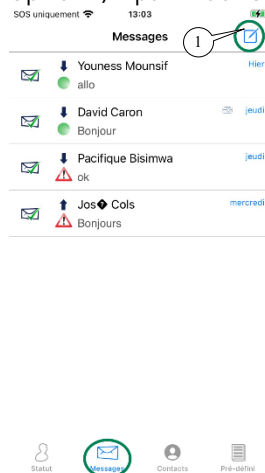 SOS uniquement 13:03
Messages
1
Youness Mounsif Hier
allo
David Caron jeudi
Bonjour
Pacifique Bisimwa jeudi
ok
Jos� Cols mercredi
Bonjours
Statut Messages Contacts Pré-défini